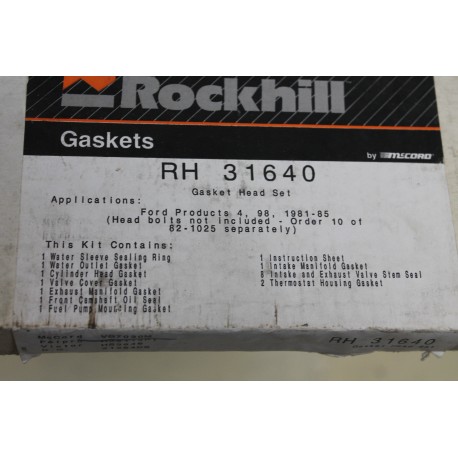 Rockhill
Gaskets
by McCORD
RH 31640
Gasket Head Set
Applications:
Ford Products 4, 98, 1981-85
(Head bolts not included - Order 10 of
82-1025 separately)
This Kit Contains:
1 Water Sleeve Sealing Ring
1 Water Outlet Gasket
1 Cylinder Head Gasket
1 Valve Cover Gasket
1 Exhaust Manifold Gasket
1 Front Camshaft Oil Seal
1 Fuel Pump Mounting Gasket
1 Instruction Sheet
1 Intake Manifold Gasket
8 Intake and Exhaust Valve Stem Seal
2 Thermostat Housing Gasket
McCord
RH 31640